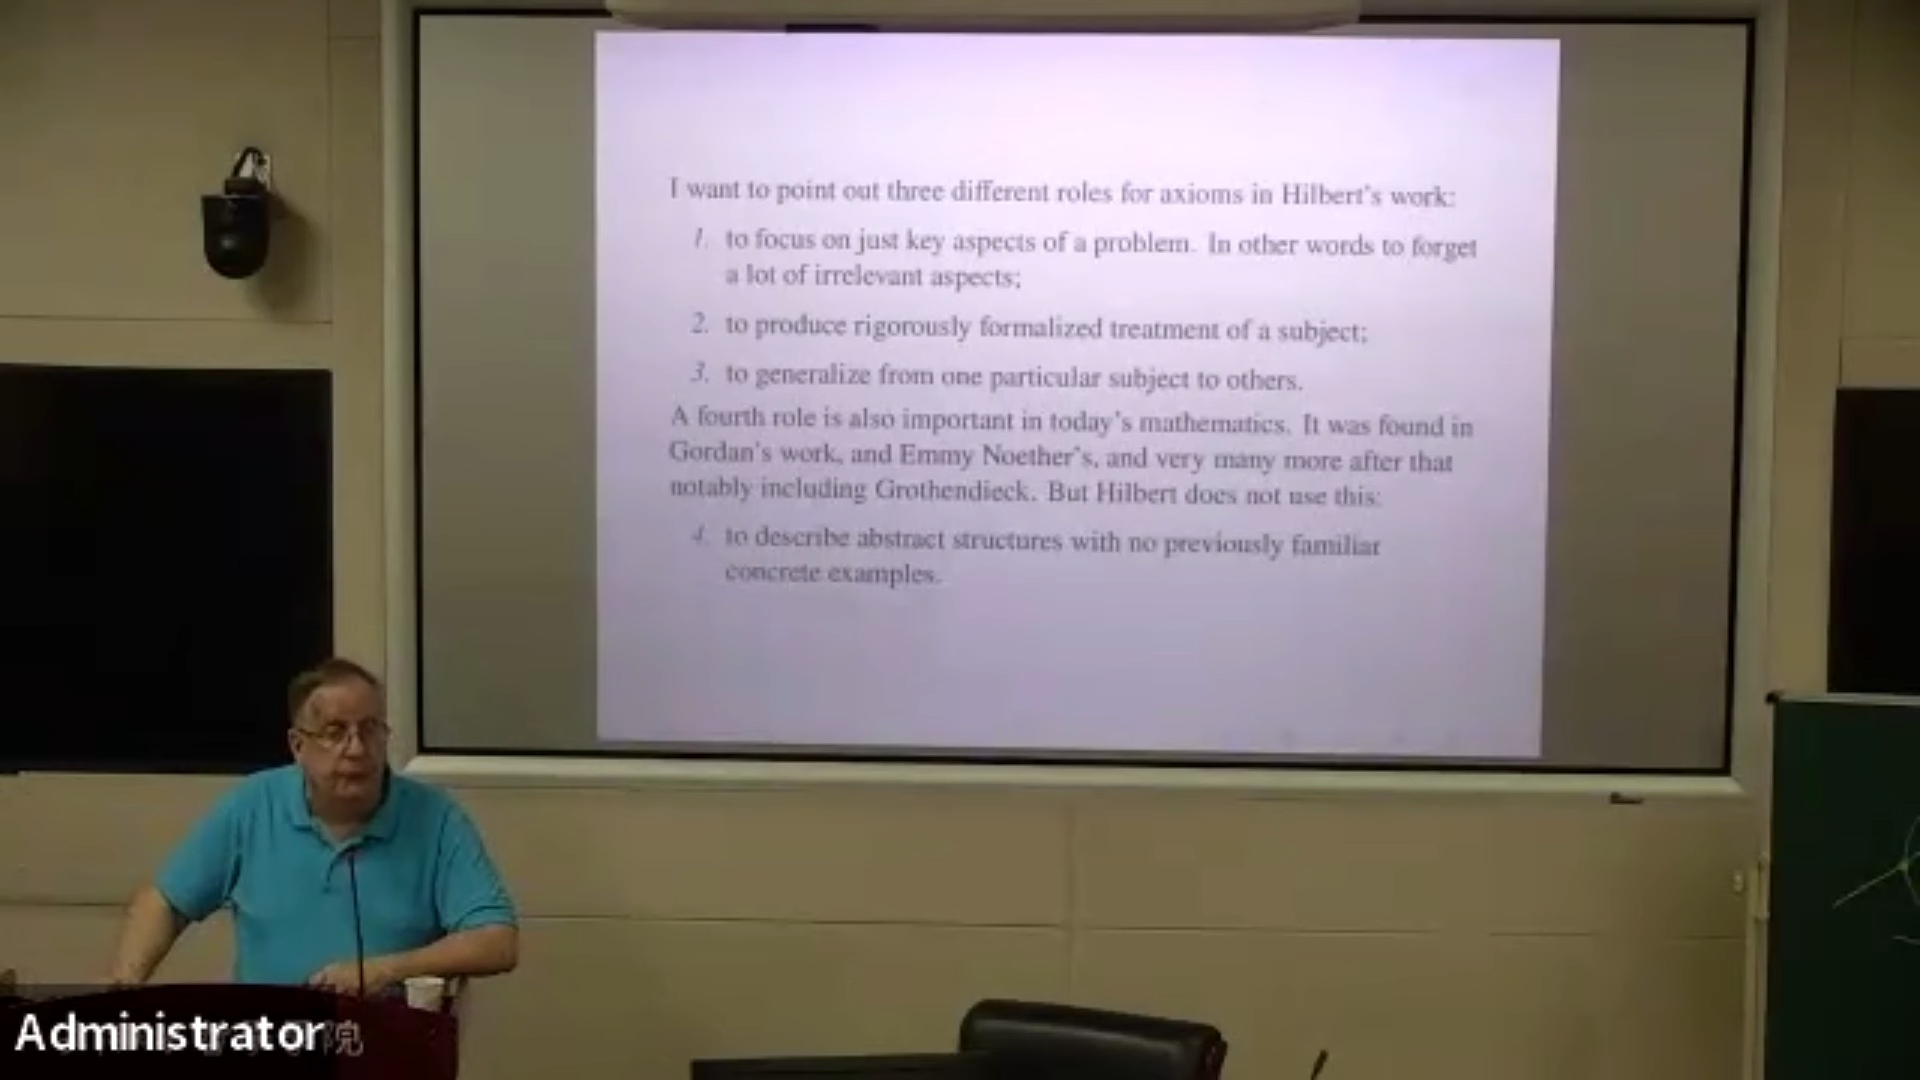 I want to point out three different roles for axioms in Hilbert's work:
1. to focus on just key aspects of a problem. In other words to forget
a lot of irrelevant aspects;
2. to produce rigorously formalized treatment of a subject;
3. to generalize from one particular subject to others.
A fourth role is also important in today's mathematics. It was found in
Gordan's work, and Emmy Noether's, and very many more after that
notably including Grothendieck. But Hilbert does not use this:
4. to describe abstract structures with no previously familiar
concrete examples.
Administrator
院